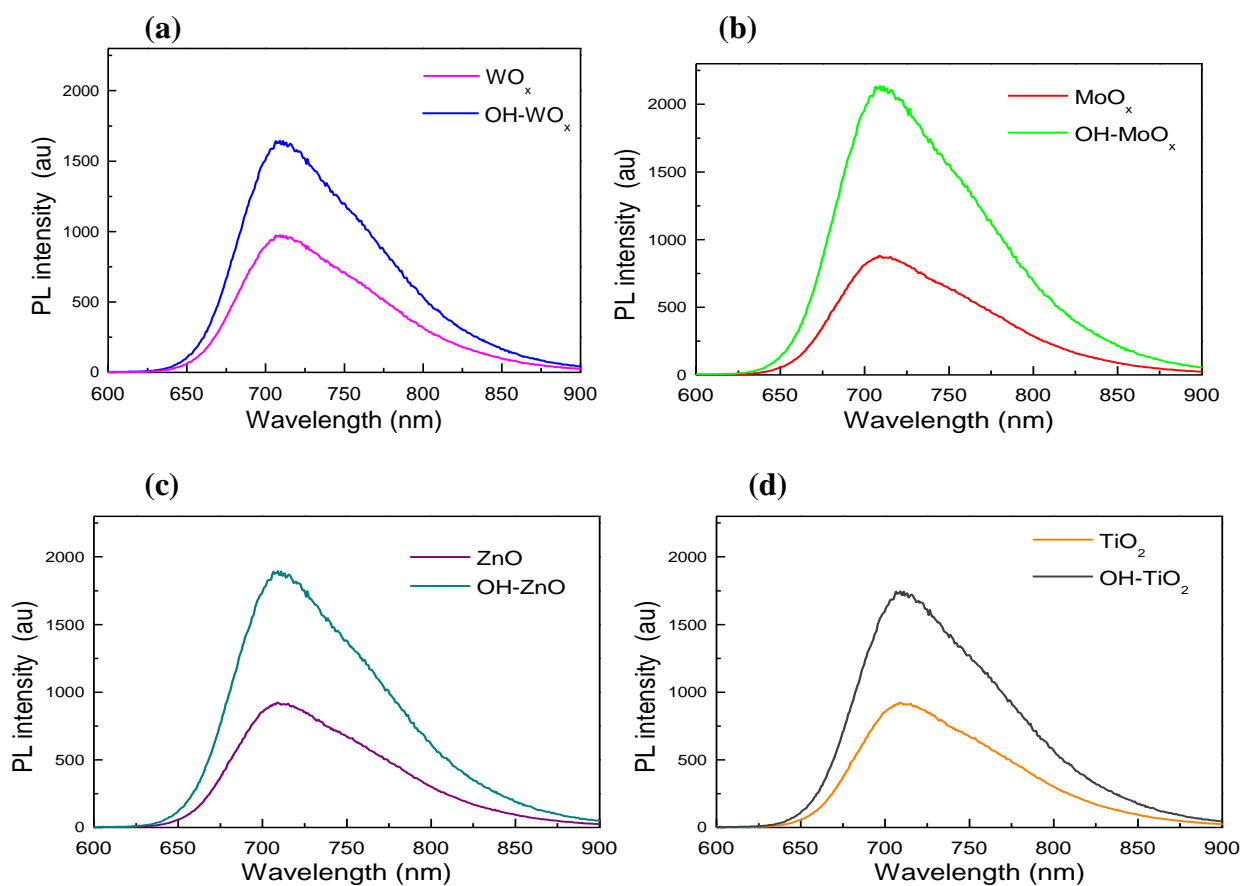 (a)
WOₓ
OH-WOₓ
PL intensity (au)
2000
1500
1000
500
0
600 650 700 750 800 850 900
Wavelength (nm)
(b)
MoOₓ
OH-MoOₓ
PL intensity (au)
2000
1500
1000
500
0
600 650 700 750 800 850 900
Wavelength (nm)
(c)
ZnO
OH-ZnO
PL intensity (au)
2000
1500
1000
500
0
600 650 700 750 800 850 900
Wavelength (nm)
(d)
TiO₂
OH-TiO₂
PL intensity (au)
2000
1500
1000
500
0
600 650 700 750 800 850 900
Wavelength (nm)